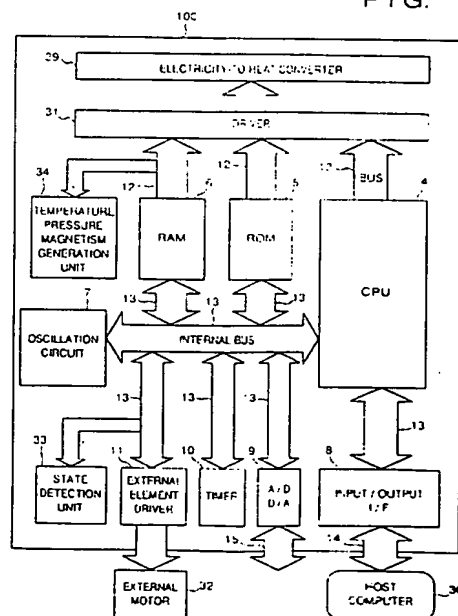 FIG.
100
39
ELECTRICITY-TO HEAT CONVERTER
31
DRIVER
34
12
6
12
5
12
BUS
4
TEMPERATURE,
PRESSURE
MAGNETISM
GENERATION
UNIT
RAM
ROM
CPU
7
13
13
13
OSCILLATION
CIRCUIT
INTERNAL BUS
13
13
13
13
33
11
10
9
8
STATE
DETECTION
UNIT
EXTERNAL
ELEMENT
DRIVER
TIMER
A/D
D/A
INPUT/OUTPUT
I/F
15
14
EXTERNAL
MOTOR
32
HOST
COMPUTER